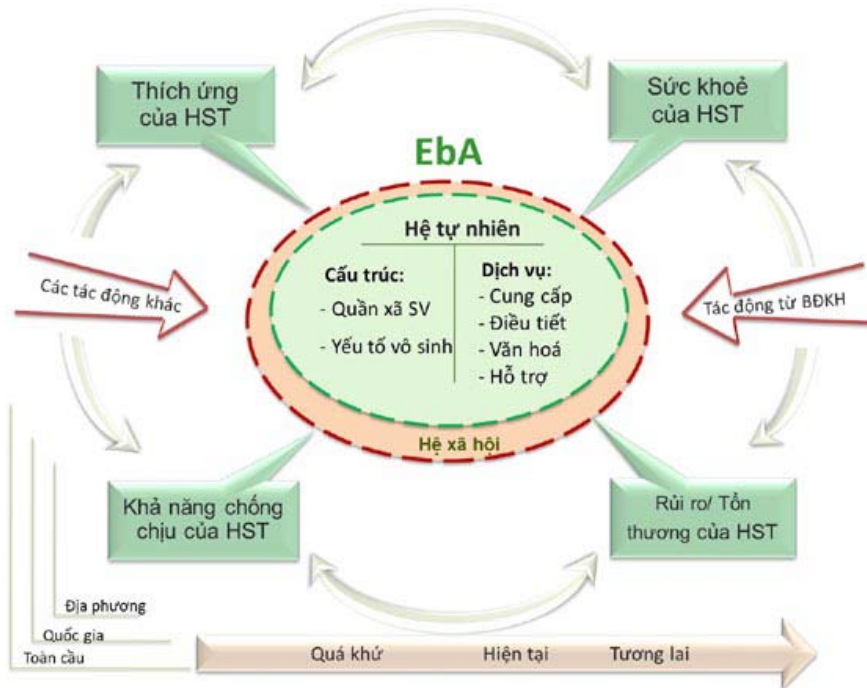 Thích ứng
của HST
Sức khoẻ
của HST
EbA
Hệ tự nhiên
Cấu trúc:
- Quần xã SV
- Yếu tố vô sinh
Dịch vụ:
- Cung cấp
- Điều tiết
- Văn hoá
- Hỗ trợ
Các tác động khác
Tác động từ BĐKH
Hệ xã hội
Khả năng chống
chịu của HST
Rủi ro/ Tổn
thương của HST
Địa phương
Quốc gia
Toàn cầu
Quá khứ Hiện tại Tương lai